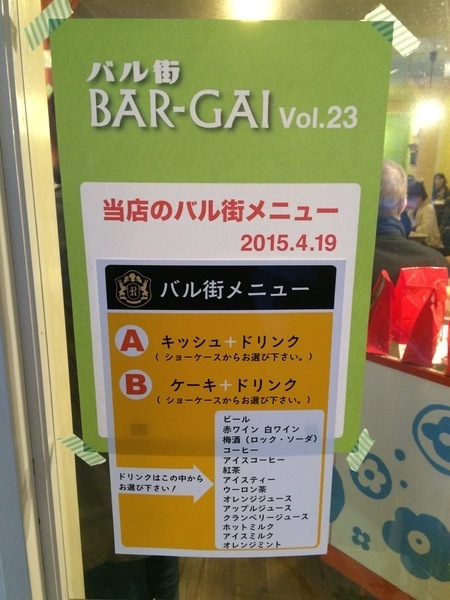 バル街
BAR-GAI Vol.23
当店のバル街メニュー
2015.4.19
R バル街メニュー
A キッシュ+ドリンク
( ショーケースからお選び下さい。)
B ケーキ+ドリンク
( ショーケースからお選び下さい。)
ドリンクはこの中から
お選び下さい!
ビール
赤ワイン 白ワイン
梅酒（ロック・ソーダ）
コーヒー
アイスコーヒー
紅茶
アイスティー
ウーロン茶
オレンジジュース
アップルジュース
クランベリージュース
ホットミルク
アイスミルク
オレンジミント